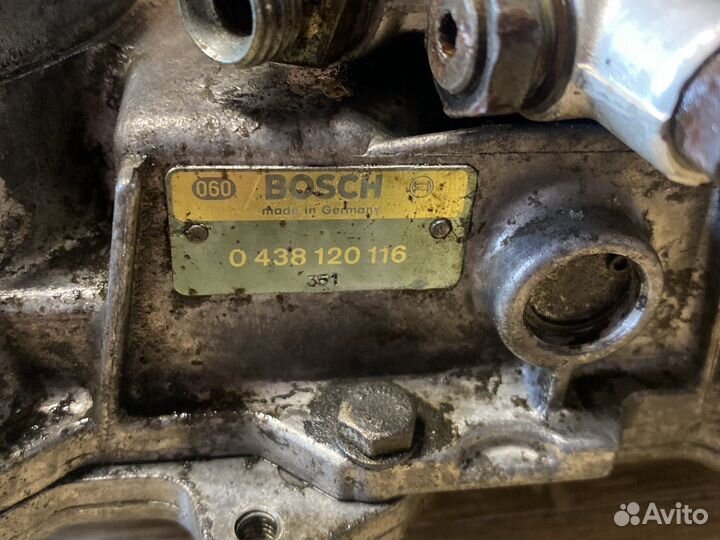 060 BOSCH
made in Germany
0 438 120 116
351
Avito